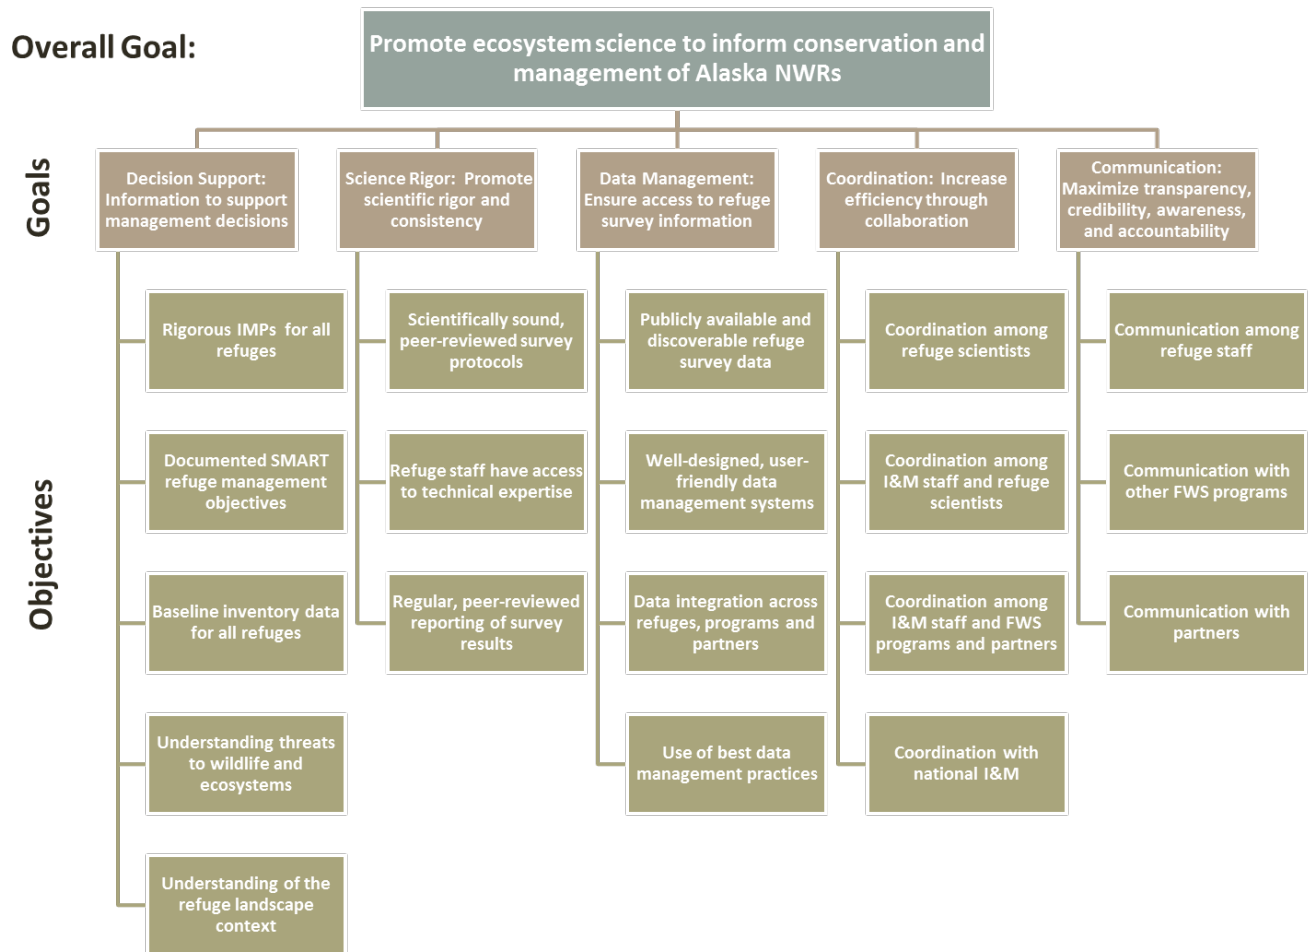 Overall Goal:
Promote ecosystem science to inform conservation and
management of Alaska NWRs
Goals
Decision Support:
Information to support
management decisions
Science Rigor: Promote
scientific rigor and
consistency
Data Management:
Ensure access to refuge
survey information
Coordination: Increase
efficiency through
collaboration
Communication:
Maximize transparency,
credibility, awareness,
and accountability
Objectives
Rigorous IMPs for all
refuges
Documented SMART
refuge management
objectives
Baseline inventory data
for all refuges
Understanding threats
to wildlife and
ecosystems
Understanding of the
refuge landscape
context
Scientifically sound,
peer-reviewed survey
protocols
Refuge staff have access
to technical expertise
Regular, peer-reviewed
reporting of survey
results
Publicly available and
discoverable refuge
survey data
Well-designed, user-
friendly data
management systems
Data integration across
refuges, programs and
partners
Use of best data
management practices
Coordination among
refuge scientists
Coordination among
I&M staff and refuge
scientists
Coordination among
I&M staff and FWS
programs and partners
Coordination with
national I&M
Communication among
refuge staff
Communication with
other FWS programs
Communication with
partners